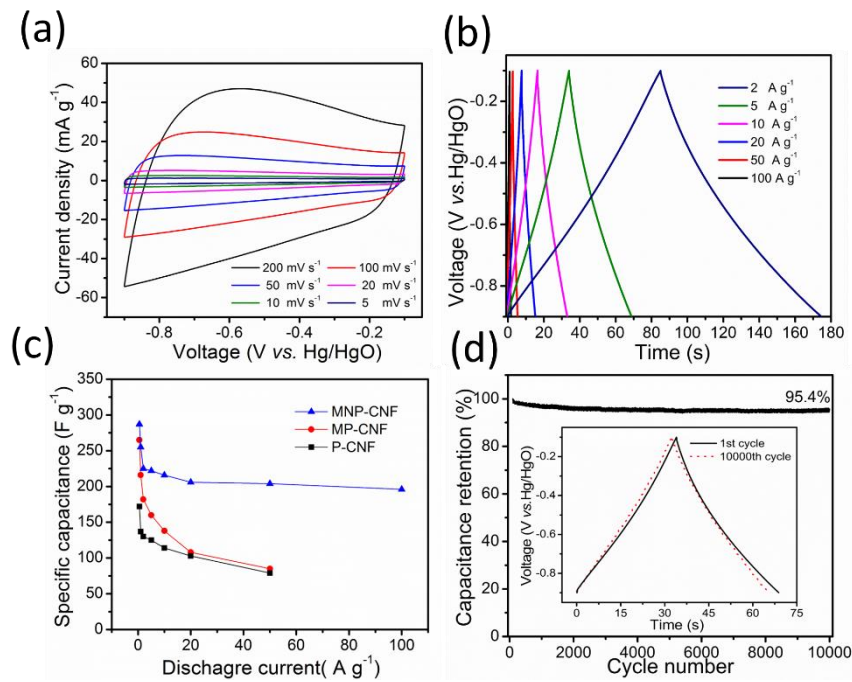 (a)
60
40
20
0
-20
-40
-60
Current density (mA g-1)
200 mV s-1
100 mV s-1
50 mV s-1
20 mV s-1
10 mV s-1
5 mV s-1
-0.8
-0.6
-0.4
-0.2
Voltage (V vs. Hg/HgO)
(b)
-0.2
-0.4
-0.6
-0.8
Voltage (V vs.Hg/HgO)
2 A g-1
5 A g-1
10 A g-1
20 A g-1
50 A g-1
100 A g-1
0
20
40
60
80
100
120
140
160
180
Time (s)
(c)
350
300
250
200
150
100
50
0
Specific capacitance (F g-1)
MNP-CNF
MP-CNF
P-CNF
0
20
40
60
80
100
Dischagre current( A g-1)
(d)
100
80
60
40
20
0
Capacitance retention (%)
95.4%
1st cycle
10000th cycle
-0.2
-0.4
-0.6
-0.8
Voltage (V vs.Hg/HgO)
0
15
30
45
60
75
Time (s)
0
2000
4000
6000
8000
10000
Cycle number